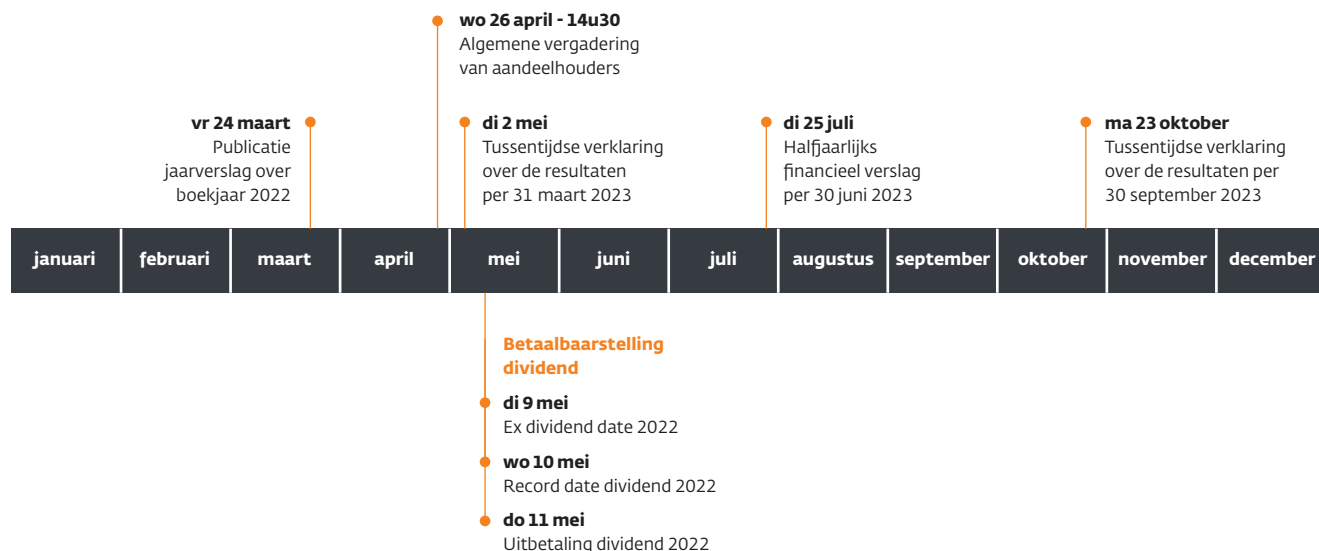 wo 26 april - 14u30
Algemene vergadering
van aandeelhouders
vr 24 maart
Publicatie
jaarverslag over
boekjaar 2022
di 2 mei
Tussentijdse verklaring
over de resultaten
per 31 maart 2023
di 25 juli
Halfjaarlijks
financieel verslag
per 30 juni 2023
ma 23 oktober
Tussentijdse verklaring
over de resultaten per
30 september 2023
januari
februari
maart
april
mei
juni
juli
augustus
september
oktober
november
december
Betaalbaarstelling
dividend
di 9 mei
Ex dividend date 2022
wo 10 mei
Record date dividend 2022
do 11 mei
Uitbetaling dividend 2022